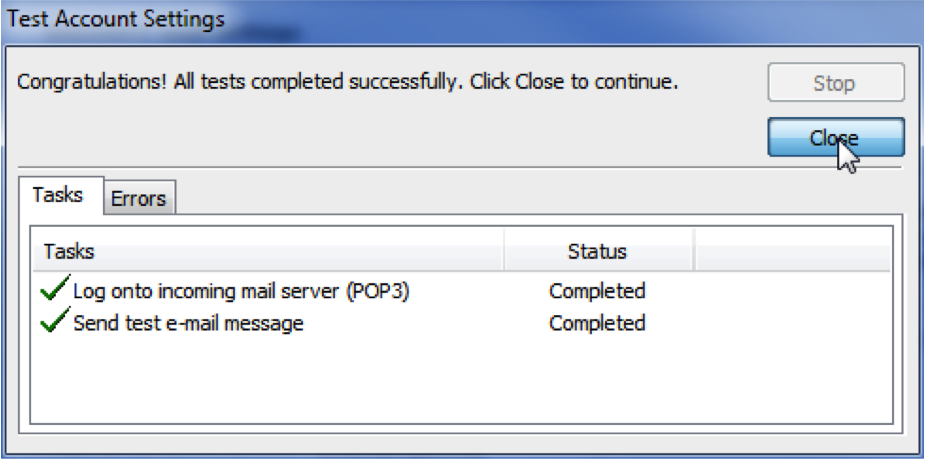 Test Account Settings
Congratulations! All tests completed successfully. Click Close to continue.
Stop
Close
Tasks
Errors
Tasks Status
Log onto incoming mail server (POP3) Completed
Send test e-mail message Completed